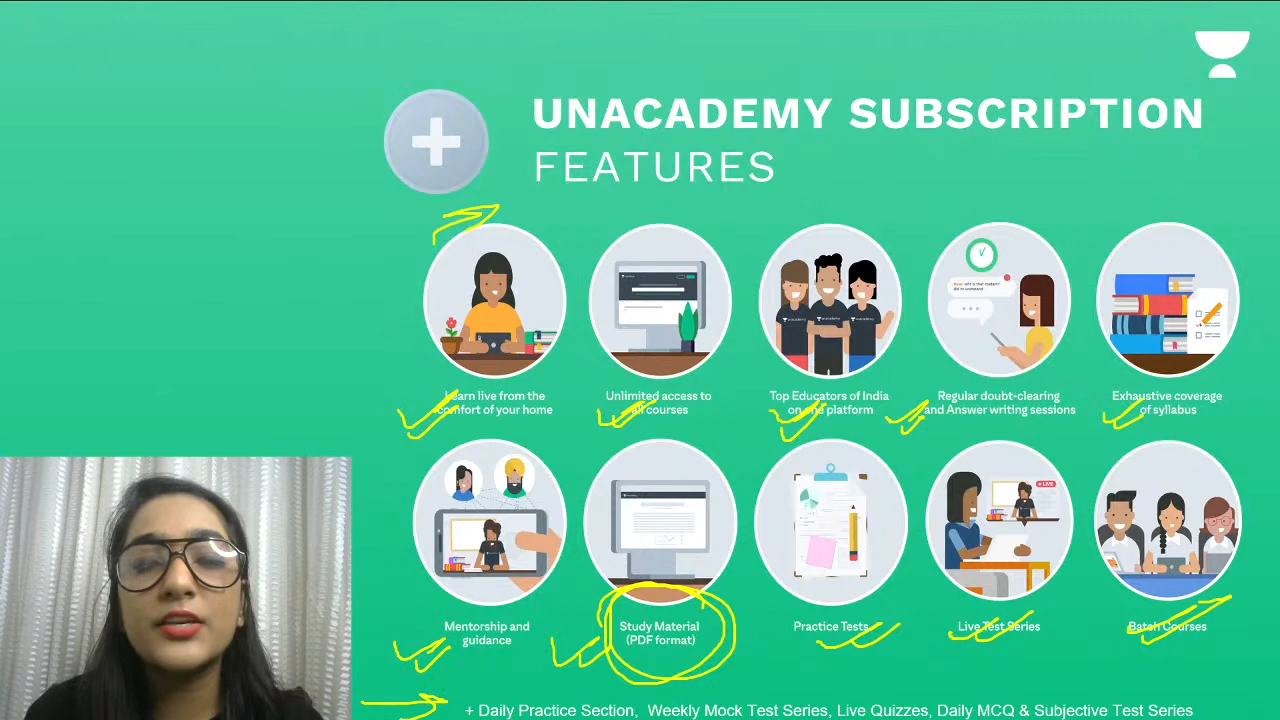 UNACADEMY SUBSCRIPTION
FEATURES
Learn live from the
comfort of your home
Unlimited access to
all courses
Top Educators of India
on one platform
Regular doubt-clearing
and Answer writing sessions
Exhaustive coverage
of syllabus
LIVE
Mentorship and
guidance
Study Material
(PDF format)
Practice Tests
Live Test Series
Batch Courses
+ Daily Practice Section, Weekly Mock Test Series, Live Quizzes, Daily MCQ & Subjective Test Series